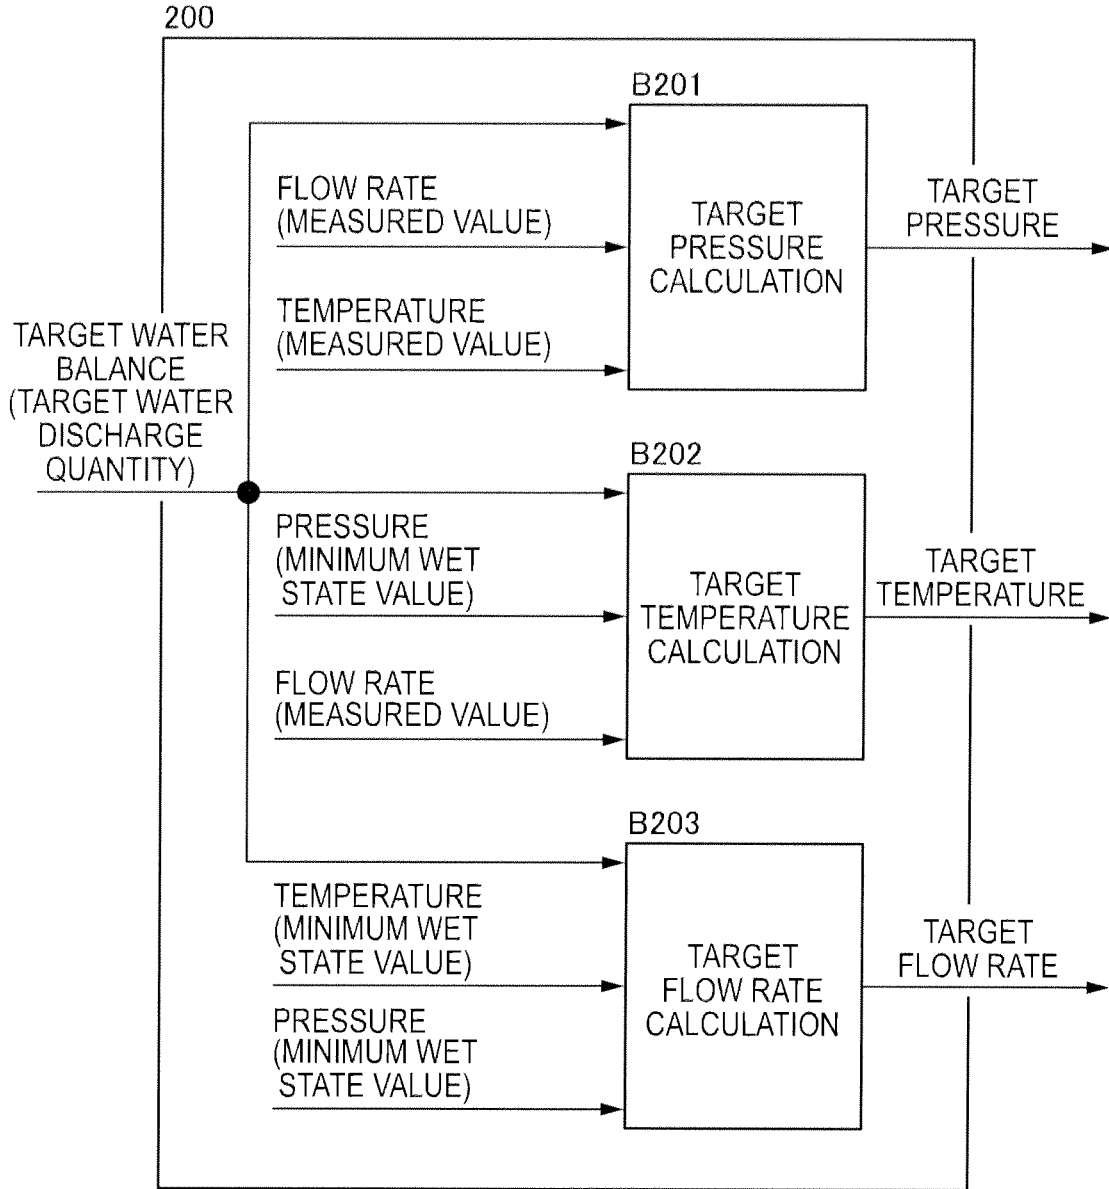 200
B201
FLOW RATE
(MEASURED VALUE)
TEMPERATURE
(MEASURED VALUE)
TARGET
PRESSURE
CALCULATION
TARGET
PRESSURE
TARGET WATER
BALANCE
(TARGET WATER
DISCHARGE
QUANTITY)
B202
PRESSURE
(MINIMUM WET
STATE VALUE)
FLOW RATE
(MEASURED VALUE)
TARGET
TEMPERATURE
CALCULATION
TARGET
TEMPERATURE
B203
TEMPERATURE
(MINIMUM WET
STATE VALUE)
PRESSURE
(MINIMUM WET
STATE VALUE)
TARGET
FLOW RATE
CALCULATION
TARGET
FLOW RATE